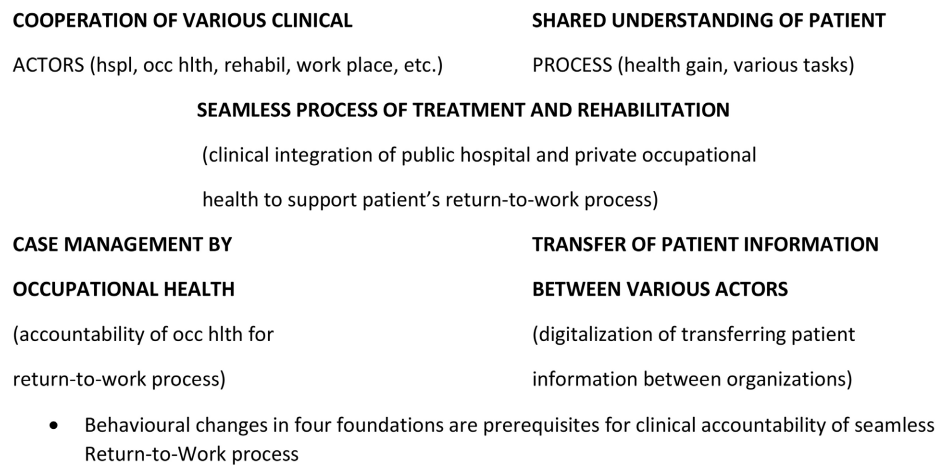 COOPERATION OF VARIOUS CLINICAL
ACTORS (hspl, occ hlth, rehabil, work place, etc.)
SHARED UNDERSTANDING OF PATIENT
PROCESS (health gain, various tasks)
SEAMLESS PROCESS OF TREATMENT AND REHABILITATION
(clinical integration of public hospital and private occupational
health to support patient’s return-to-work process)
CASE MANAGEMENT BY
OCCUPATIONAL HEALTH
(accountability of occ hlth for
return-to-work process)
TRANSFER OF PATIENT INFORMATION
BETWEEN VARIOUS ACTORS
(digitalization of transferring patient
information between organizations)
• Behavioural changes in four foundations are prerequisites for clinical accountability of seamless
Return-to-Work process